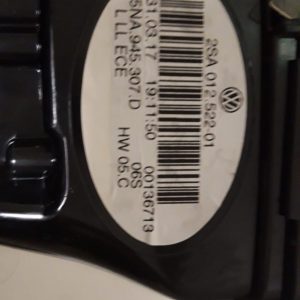 2SA 012.522-01
31.03.17 19:11:50 00136713
5NA.945.307.D 06S
L LL ECE HW 05.C